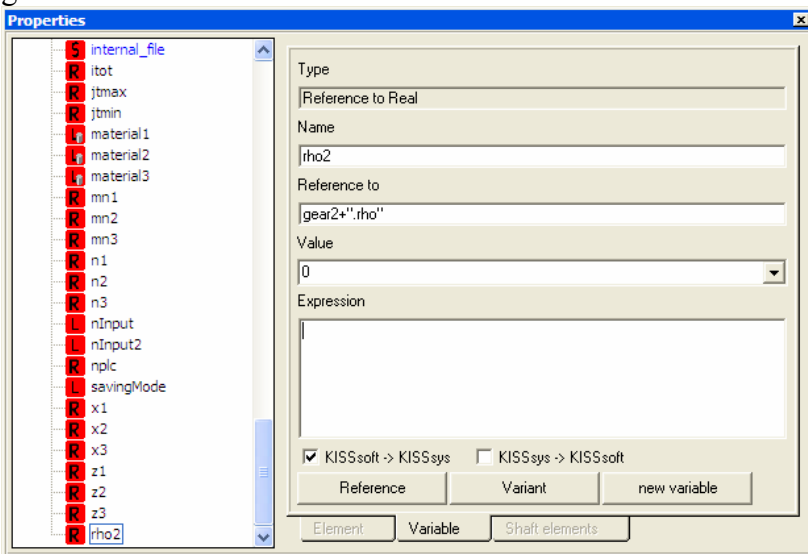 g
Properties
internal_file
itot
jtmax
jtmin
material1
material2
material3
mn1
mn2
mn3
n1
n2
n3
nInput
nInput2
nplc
savingMode
x1
x2
x3
z1
z2
z3
rho2
Type
Reference to Real
Name
rho2
Reference to
gear2+".rho"
Value
0
Expression
KISSsoft -> KISSsys KISSsys -> KISSsoft
Reference Variant new variable
Element Variable Shaft elements